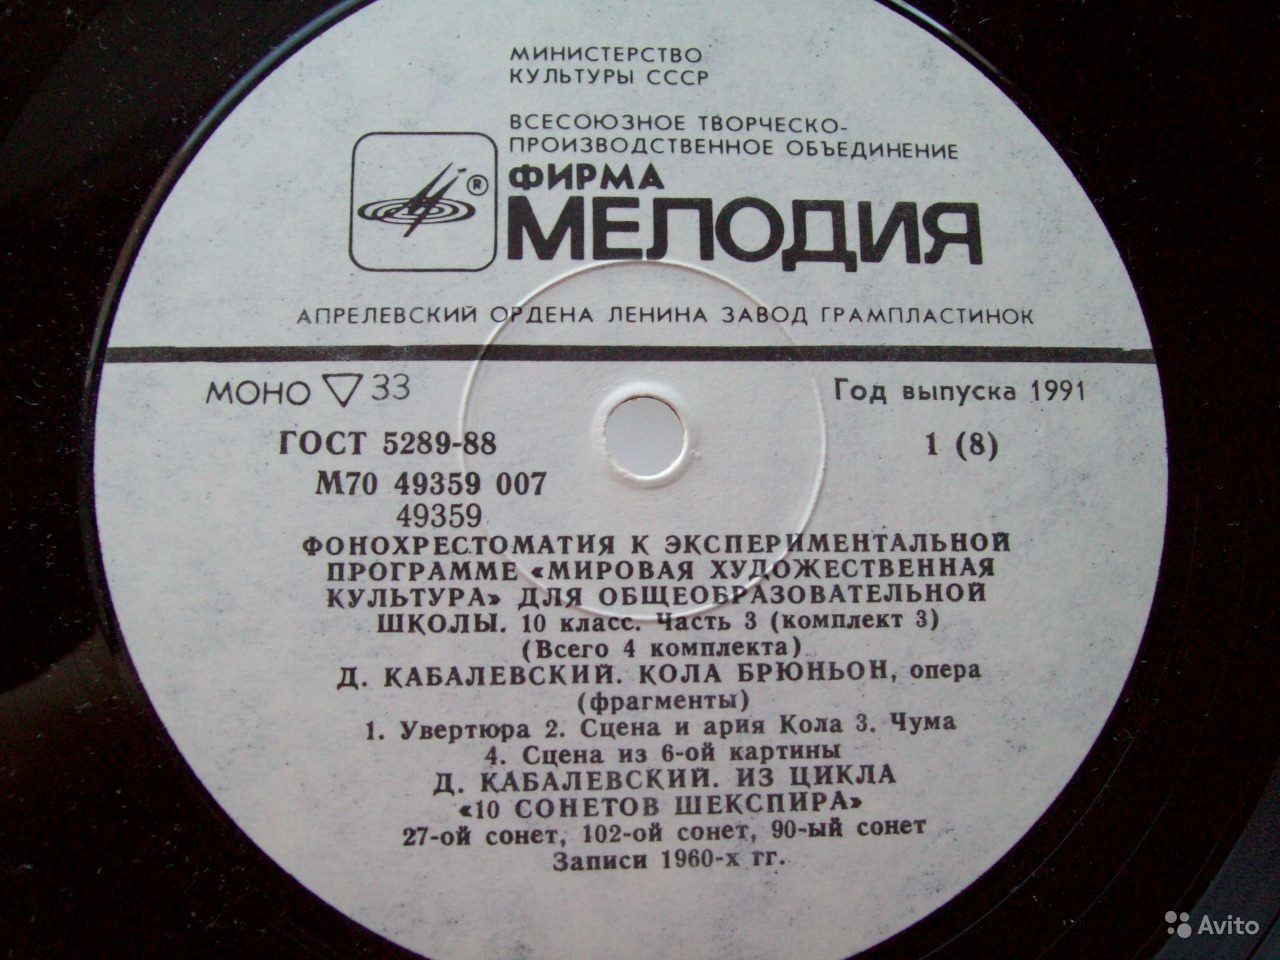 МИНИСТЕРСТВО
КУЛЬТУРЫ СССР
ВСЕСОЮЗНОЕ ТВОРЧЕСКО-
ПРОИЗВОДСТВЕННОЕ ОБЪЕДИНЕНИЕ
ФИРМА
МЕЛОДИЯ
®
АПРЕЛЕВСКИЙ ОРДЕНА ЛЕНИНА ЗАВОД ГРАМПЛАСТИНОК
МОНО ▽ 33
Год выпуска 1991
ГОСТ 5289-88
1 (8)
М70 49359 007
49359
ФОНОХРЕСТОМАТИЯ К ЭКСПЕРИМЕНТАЛЬНОЙ
ПРОГРАММЕ «МИРОВАЯ ХУДОЖЕСТВЕННАЯ
КУЛЬТУРА» ДЛЯ ОБЩЕОБРАЗОВАТЕЛЬНОЙ
ШКОЛЫ. 10 класс. Часть 3 (комплект 3)
(Всего 4 комплекта)
Д. КАБАЛЕВСКИЙ. КОЛА БРЮНЬОН, опера
(фрагменты)
1. Увертюра 2. Сцена и ария Кола 3. Чума
4. Сцена из 6-ой картины
Д. КАБАЛЕВСКИЙ. ИЗ ЦИКЛА
«10 СОНЕТОВ ШЕКСПИРА»
27-ой сонет, 102-ой сонет, 90-ый сонет
Записи 1960-х гг.
Avito